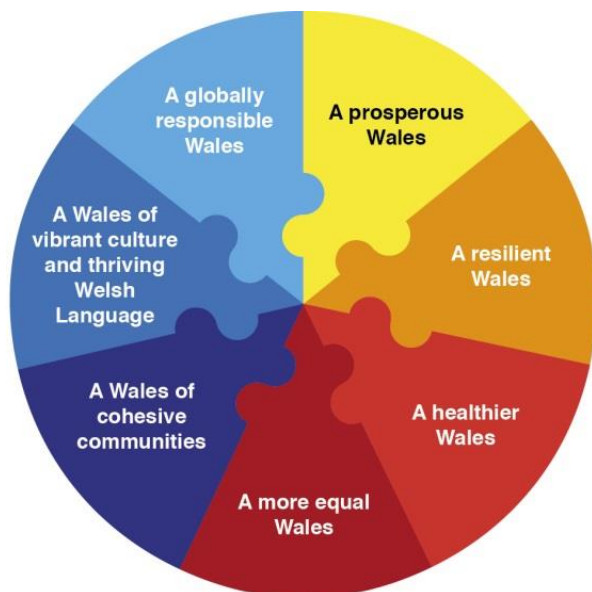 A prosperous
Wales
A resilient
Wales
A healthier
Wales
A more equal
Wales
A Wales of
cohesive
communities
A Wales of
vibrant culture
and thriving
Welsh
Language
A globally
responsible
Wales